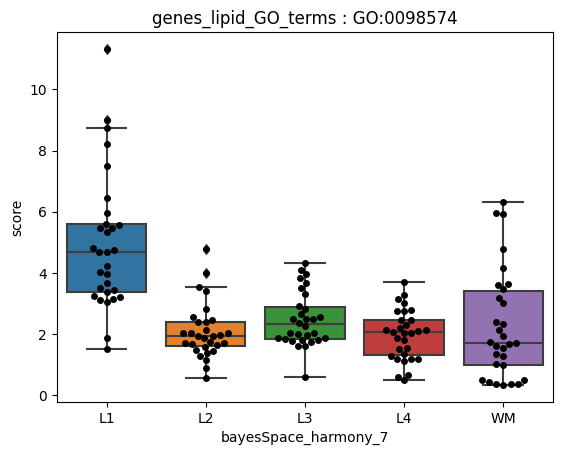 genes_lipid_GO_terms : GO:0098574
score
10
8
6
4
2
0
L1 L2 L3 L4 WM
bayesSpace_harmony_7